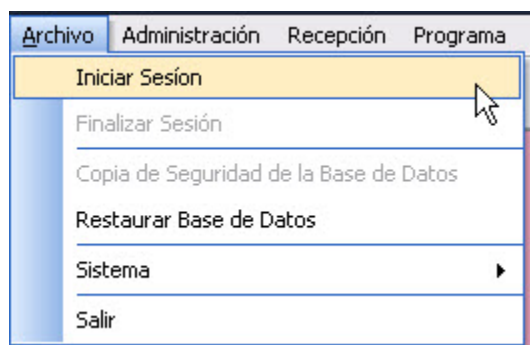 Archivo Administración Recepción Programa
Iniciar Sesíon
Finalizar Sesión
Copia de Seguridad de la Base de Datos
Restaurar Base de Datos
Sistema
Salir